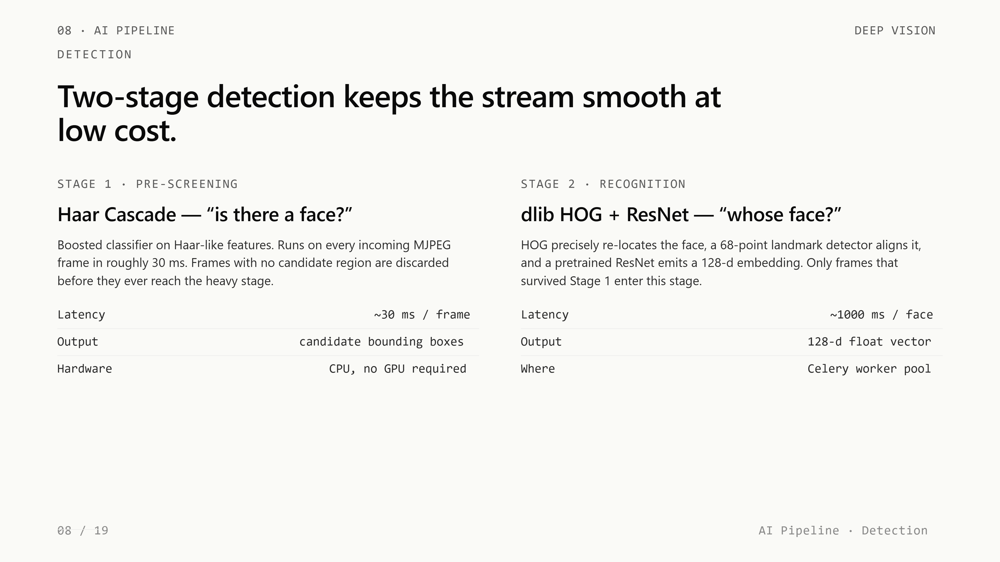 08 · AI PIPELINE
DEEP VISION
DETECTION
Two-stage detection keeps the stream smooth at
low cost.
STAGE 1 · PRE-SCREENING
Haar Cascade — “is there a face?”
Boosted classifier on Haar-like features. Runs on every incoming MJPEG
frame in roughly 30 ms. Frames with no candidate region are discarded
before they ever reach the heavy stage.
Latency ~30 ms / frame
Output candidate bounding boxes
Hardware CPU, no GPU required
STAGE 2 · RECOGNITION
dlib HOG + ResNet — “whose face?”
HOG precisely re-locates the face, a 68-point landmark detector aligns it,
and a pretrained ResNet emits a 128-d embedding. Only frames that
survived Stage 1 enter this stage.
Latency ~1000 ms / face
Output 128-d float vector
Where Celery worker pool
08 / 19
AI Pipeline · Detection